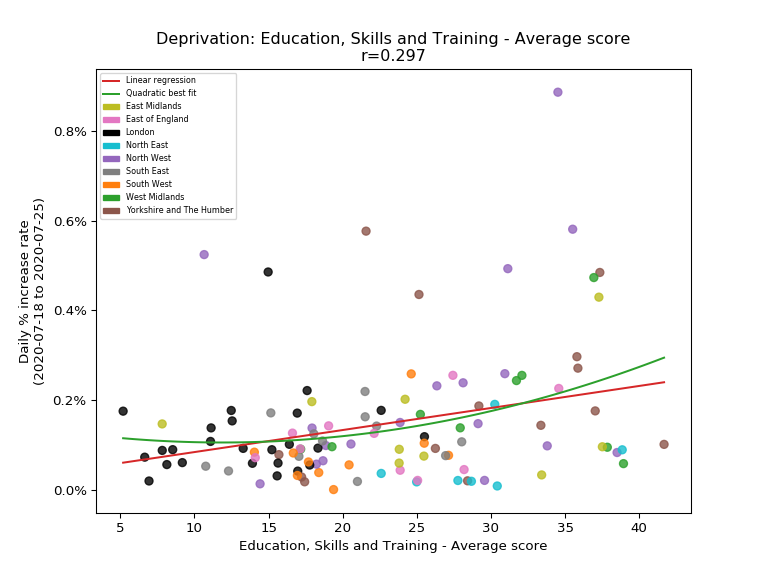 Deprivation: Education, Skills and Training - Average score
r=0.297
Linear regression
Quadratic best fit
East Midlands
East of England
London
North East
North West
South East
South West
West Midlands
Yorkshire and The Humber
Daily % increase rate
(2020-07-18 to 2020-07-25)
0.8%
0.6%
0.4%
0.2%
0.0%
5
10
15
20
25
30
35
40
Education, Skills and Training - Average score